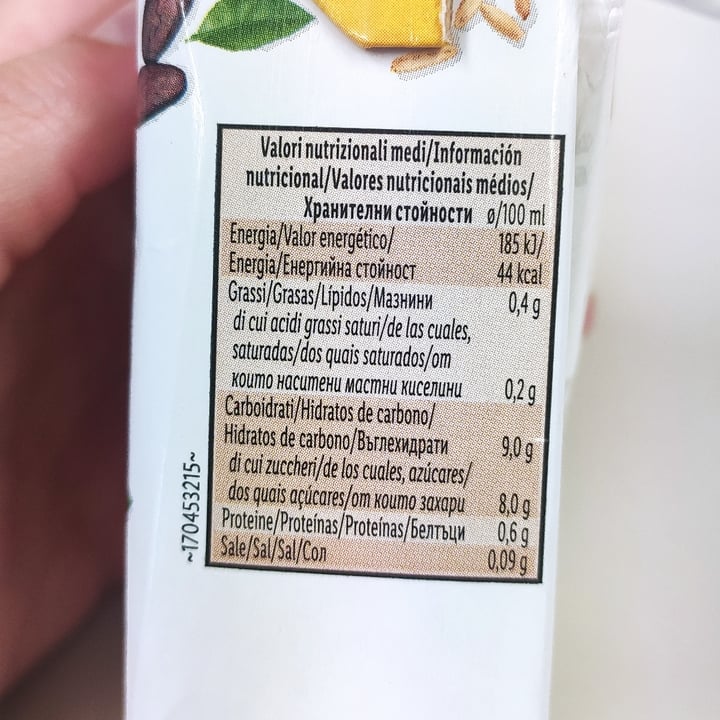 Valori nutrizionali medi/Información
nutricional/Valores nutricionais médios/
Хранителни стойности ø/100 ml
Energia/Valor energético/ 185 kJ/
Energia/Енергийна стойност 44 kcal
Grassi/Grasas/Lípidos/Мазнини 0,4 g
di cui acidi grassi saturi/de las cuales,
saturadas/dos quais saturados/от
които наситени мастни киселини 0,2 g
Carboidrati/Hidratos de carbono/
Hidratos de carbono/Въглехидрати 9,0 g
di cui zuccheri/de los cuales, azúcares/
dos quais açúcares/от които захари 8,0 g
Proteine/Proteínas/Proteínas/Белтъци 0,6 g
Sale/Sal/Sal/Сол 0,09 g
~170453215~